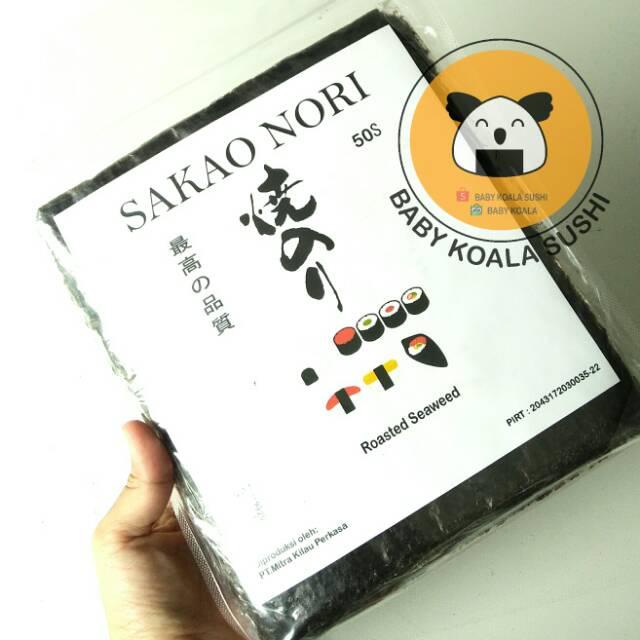 SAKAO NORI
50S
焼のり
最高の品質
Roasted Seaweed
PIRT : 2043172030035-22
Diproduksi oleh:
PT.Mitra Kilau Perkasa
BABY KOALA SUSHI
BABY KOALA
BABY KOALA SUSHI